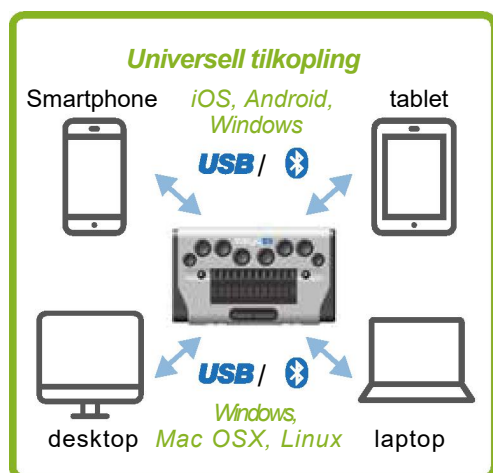 Universell tilkopling
Smartphone iOS, Android, tablet
Windows
USB /
USB /
Windows,
desktop Mac OSX, Linux laptop